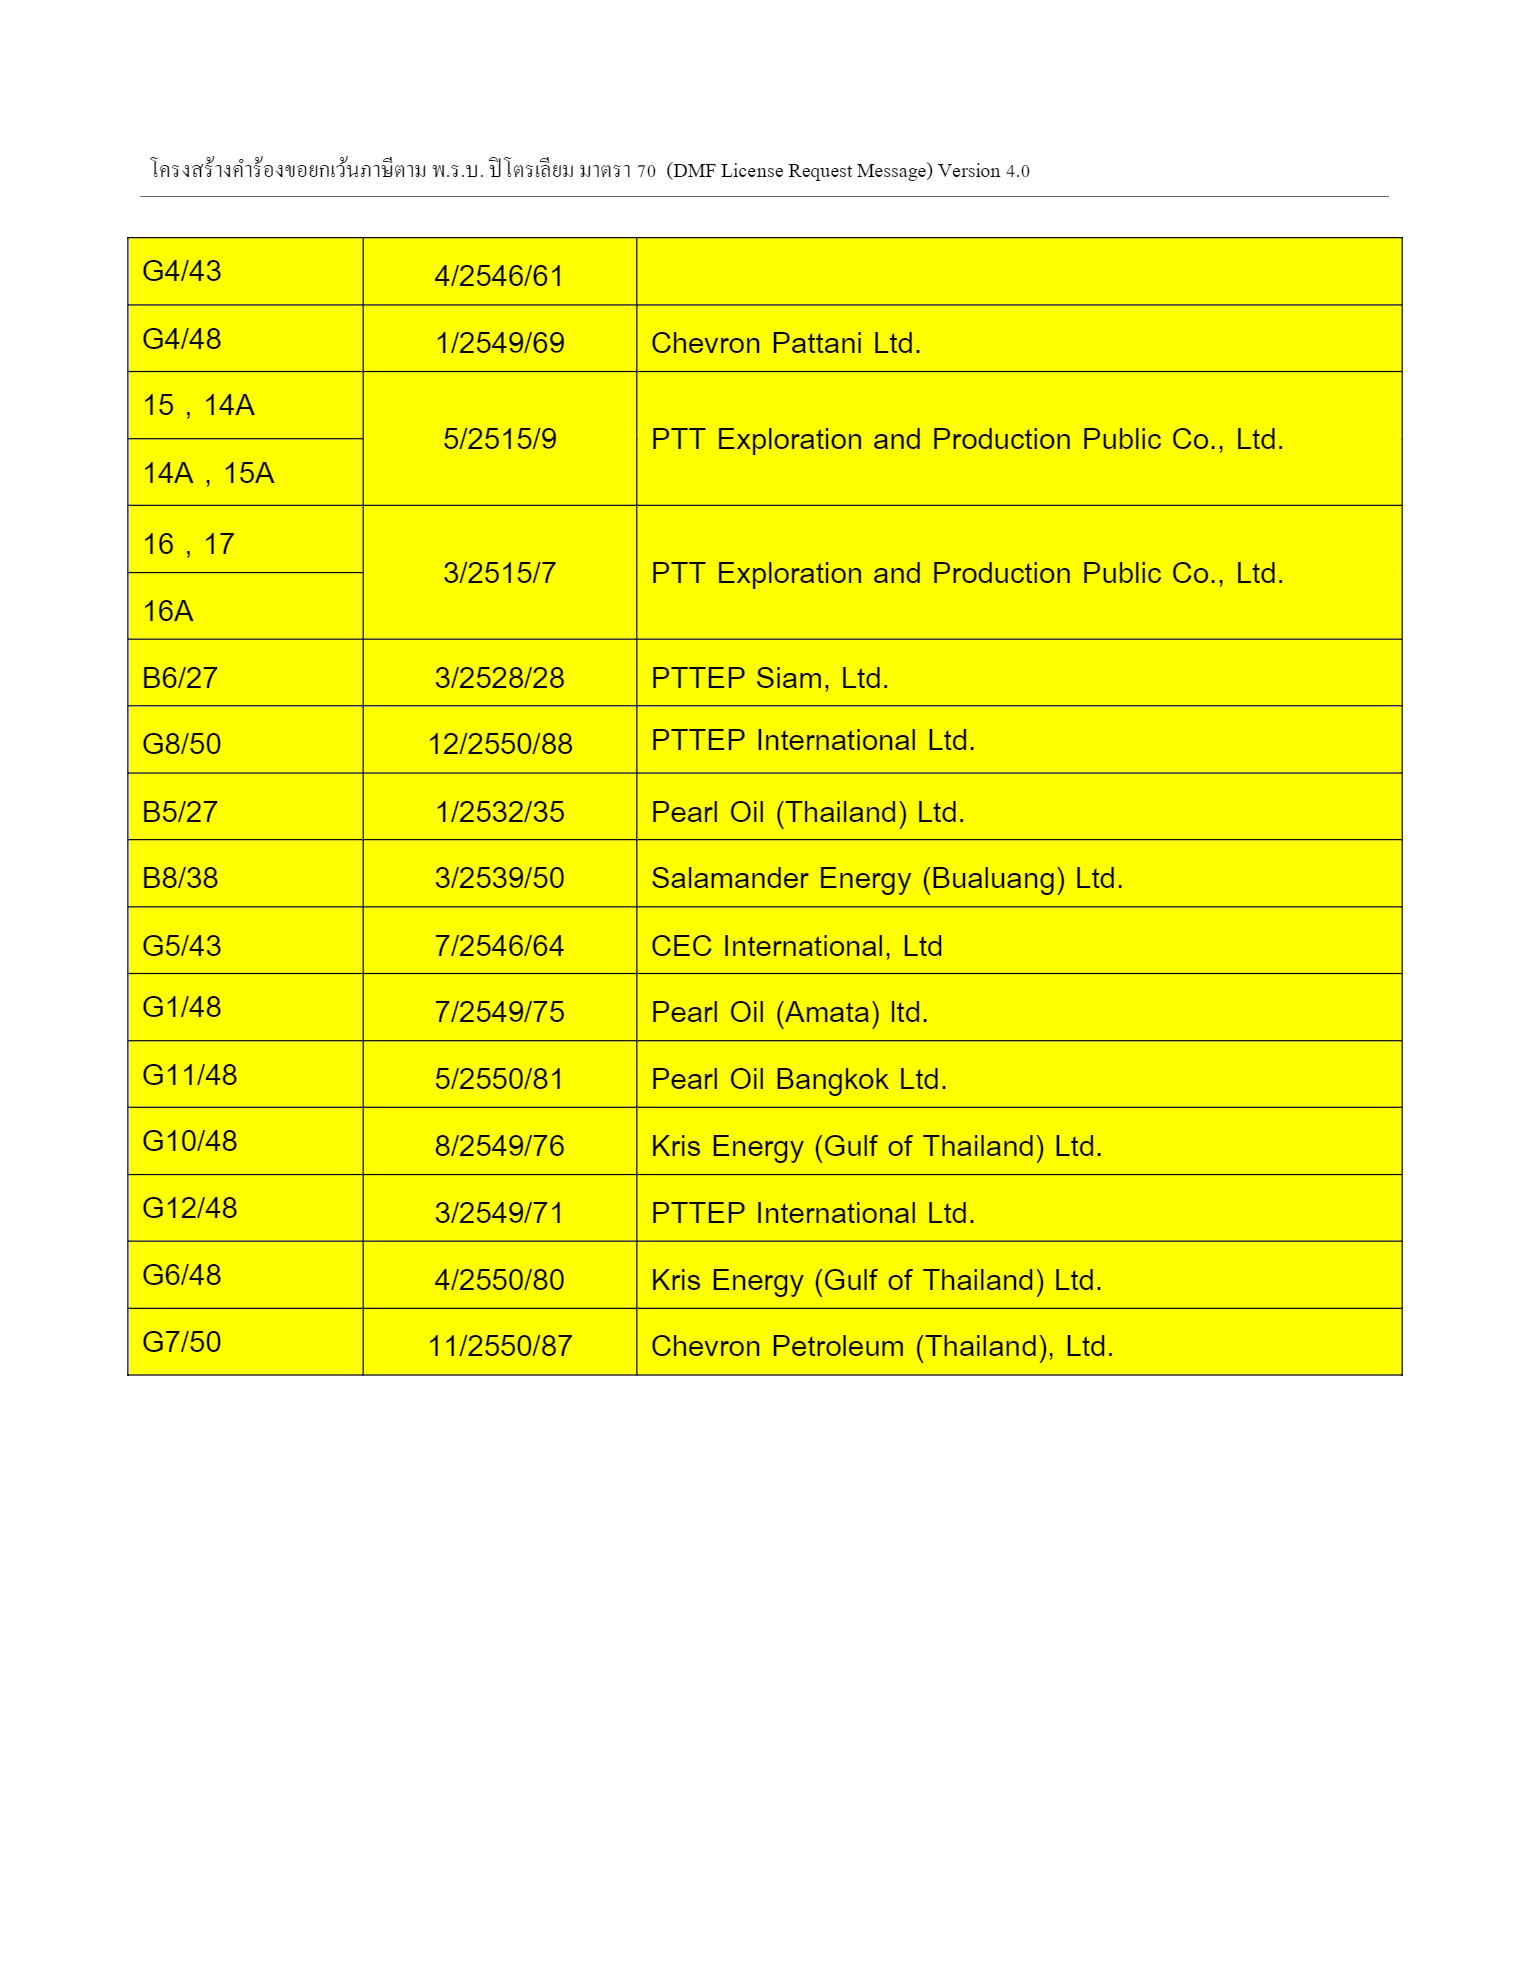 โครงสร้างคำร้องขอยกเว้นภาษีตาม พ.ร.บ. ปิโตรเลียม มาตรา 70 (DMF License Request Message) Version 4.0
G4/43 4/2546/61
G4/48 1/2549/69 Chevron Pattani Ltd.
15 , 14A
5/2515/9 PTT Exploration and Production Public Co., Ltd.
14A , 15A
16 , 17
3/2515/7 PTT Exploration and Production Public Co., Ltd.
16A
B6/27 3/2528/28 PTTEP Siam, Ltd.
G8/50 12/2550/88 PTTEP International Ltd.
B5/27 1/2532/35 Pearl Oil (Thailand) Ltd.
B8/38 3/2539/50 Salamander Energy (Bualuang) Ltd.
G5/43 7/2546/64 CEC International, Ltd
G1/48 7/2549/75 Pearl Oil (Amata) ltd.
G11/48 5/2550/81 Pearl Oil Bangkok Ltd.
G10/48 8/2549/76 Kris Energy (Gulf of Thailand) Ltd.
G12/48 3/2549/71 PTTEP International Ltd.
G6/48 4/2550/80 Kris Energy (Gulf of Thailand) Ltd.
G7/50 11/2550/87 Chevron Petroleum (Thailand), Ltd.